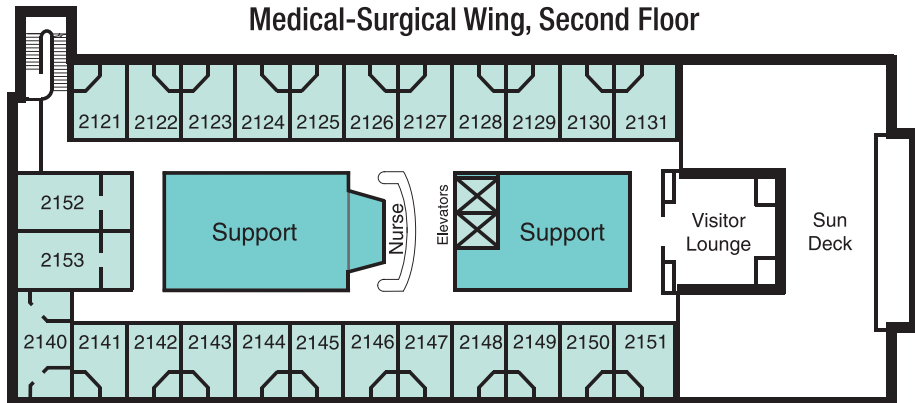 Medical-Surgical Wing, Second Floor
2121 2122 2123 2124 2125 2126 2127 2128 2129 2130 2131
2152
2153
Support
Nurse
Elevators
Support
Visitor
Lounge
Sun
Deck
2140 2141 2142 2143 2144 2145 2146 2147 2148 2149 2150 2151